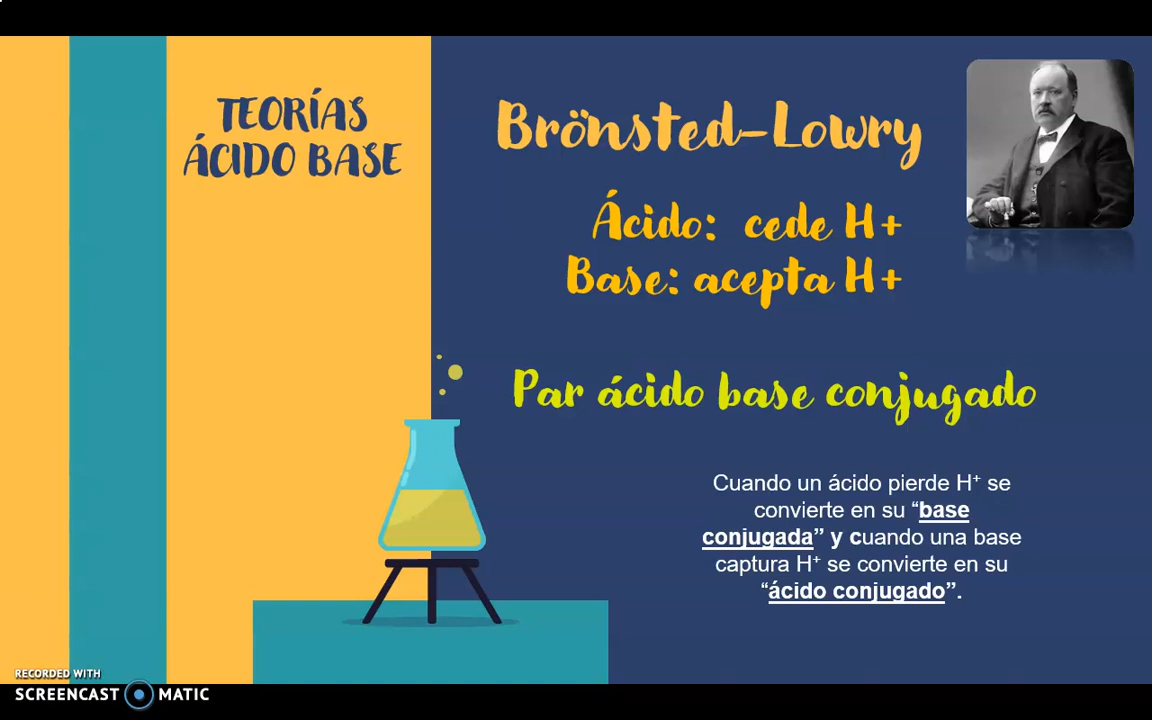 TEORÍAS
ÁCIDO BASE
Brönsted-Lowry
Ácido: cede H+
Base: acepta H+
Par ácido base conjugado
Cuando un ácido pierde H⁺ se
convierte en su “base
conjugada” y cuando una base
captura H⁺ se convierte en su
“ácido conjugado”.
RECORDED WITH
SCREENCAST MATIC